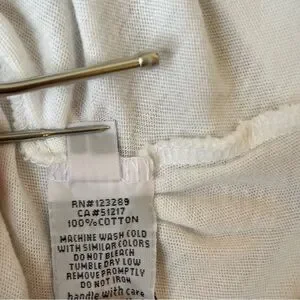 RN#123289
CA#51217
100%COTTON
MACHINE WASH COLD
WITH SIMILAR COLORS
DO NOT BLEACH
TUMBLE DRY LOW
REMOVE PROMPTLY
DO NOT IRON
handle with care